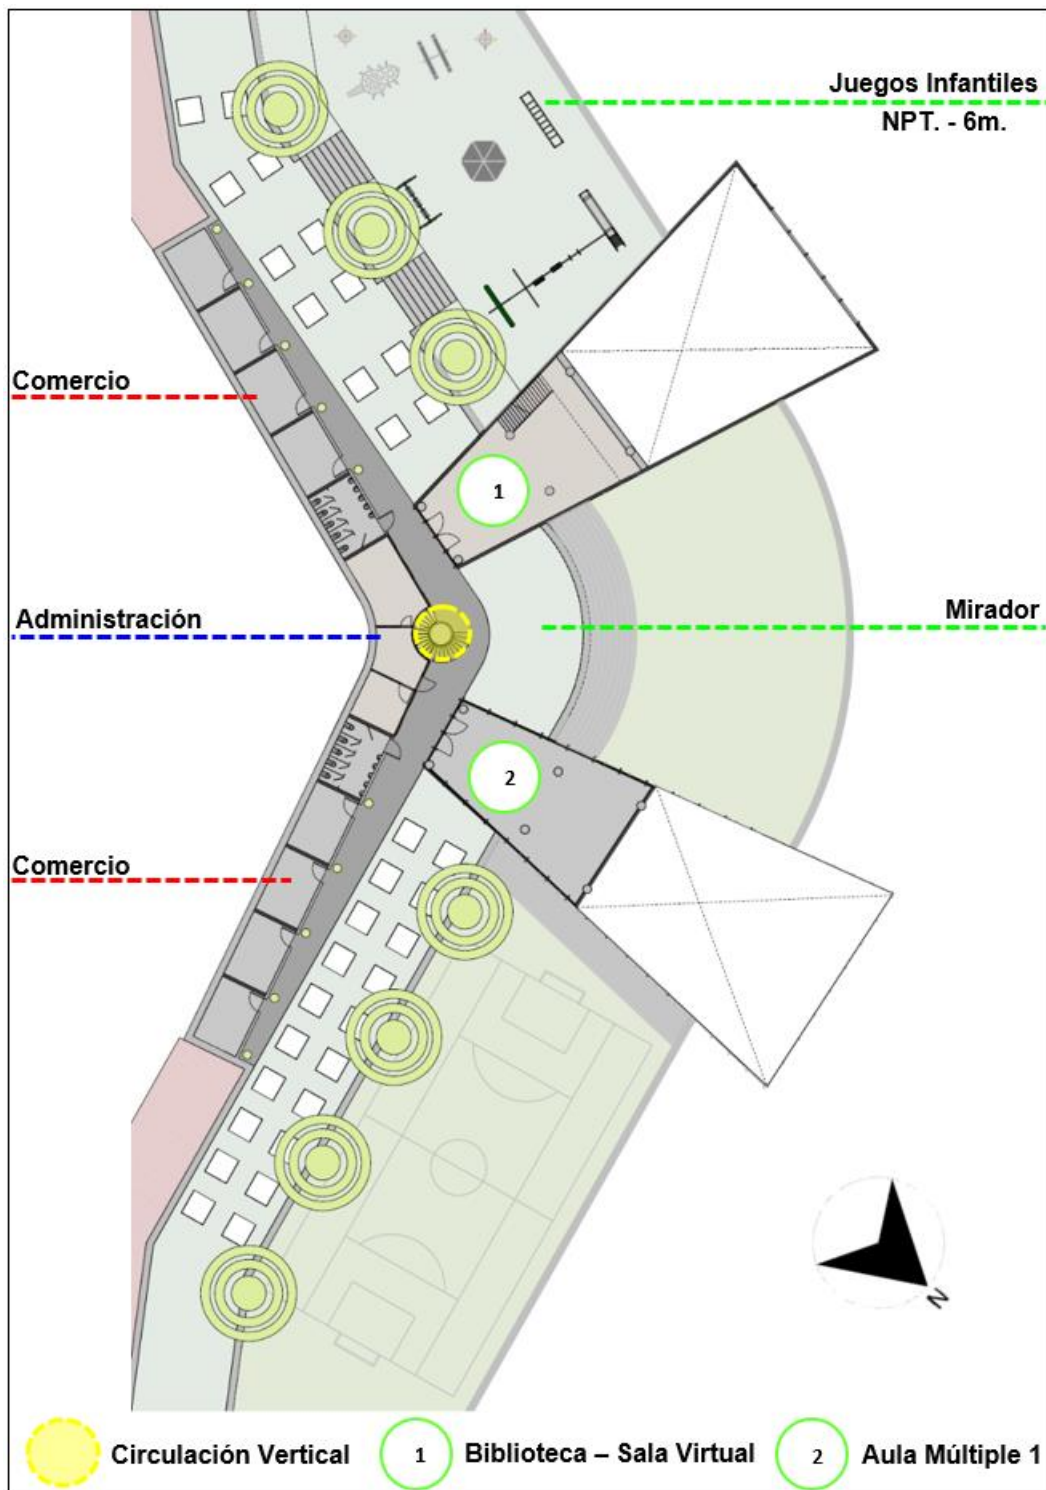 Juegos Infantiles
NPT. - 6m.
Comercio
1
Administración
Mirador
2
Comercio
N
Circulación Vertical
1 Biblioteca – Sala Virtual
2 Aula Múltiple 1